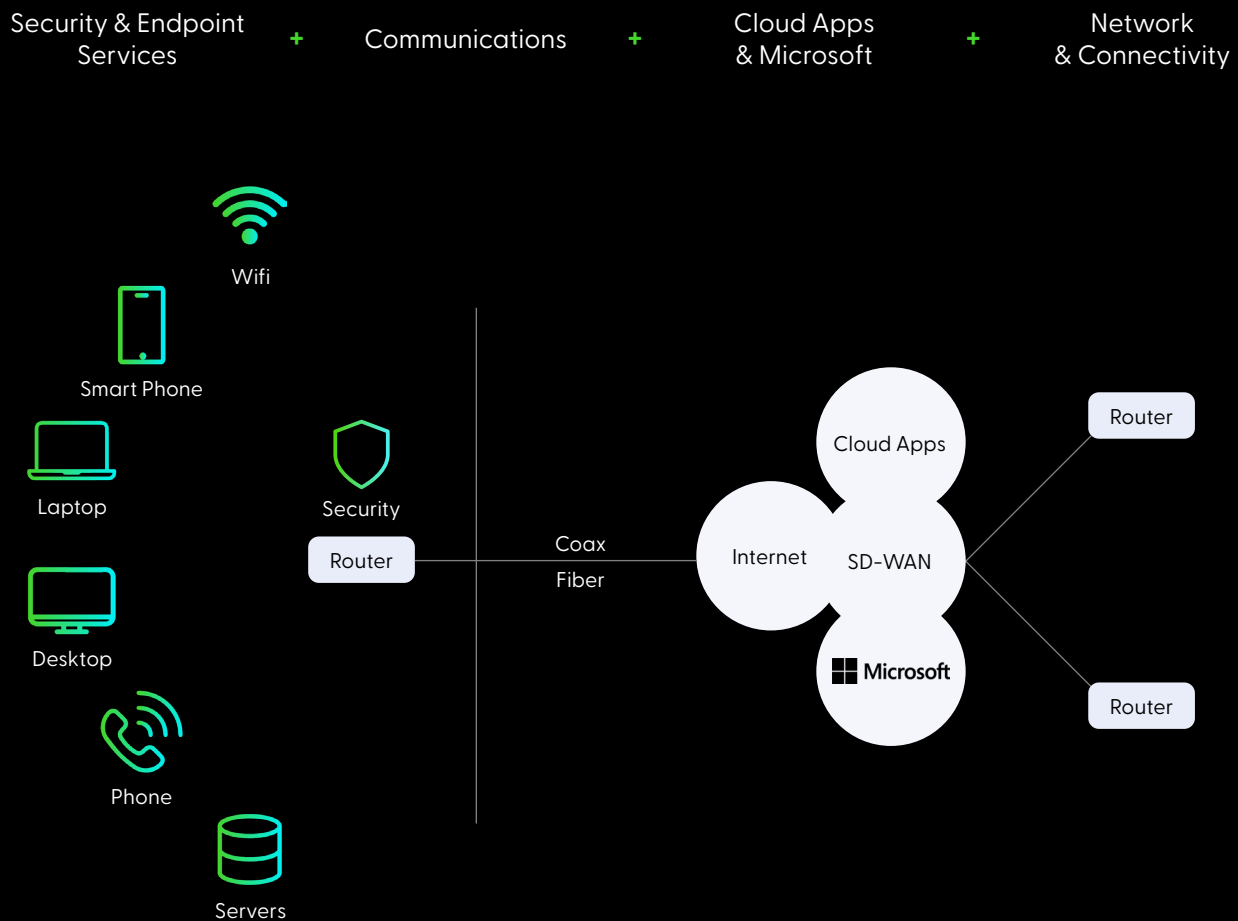 Security & Endpoint
Services
+
Communications
+
Cloud Apps
& Microsoft
+
Network
& Connectivity
Wifi
Smart Phone
Laptop
Security
Router
Desktop
Phone
Servers
Coax
Fiber
Cloud Apps
Internet
SD-WAN
Microsoft
Router
Router